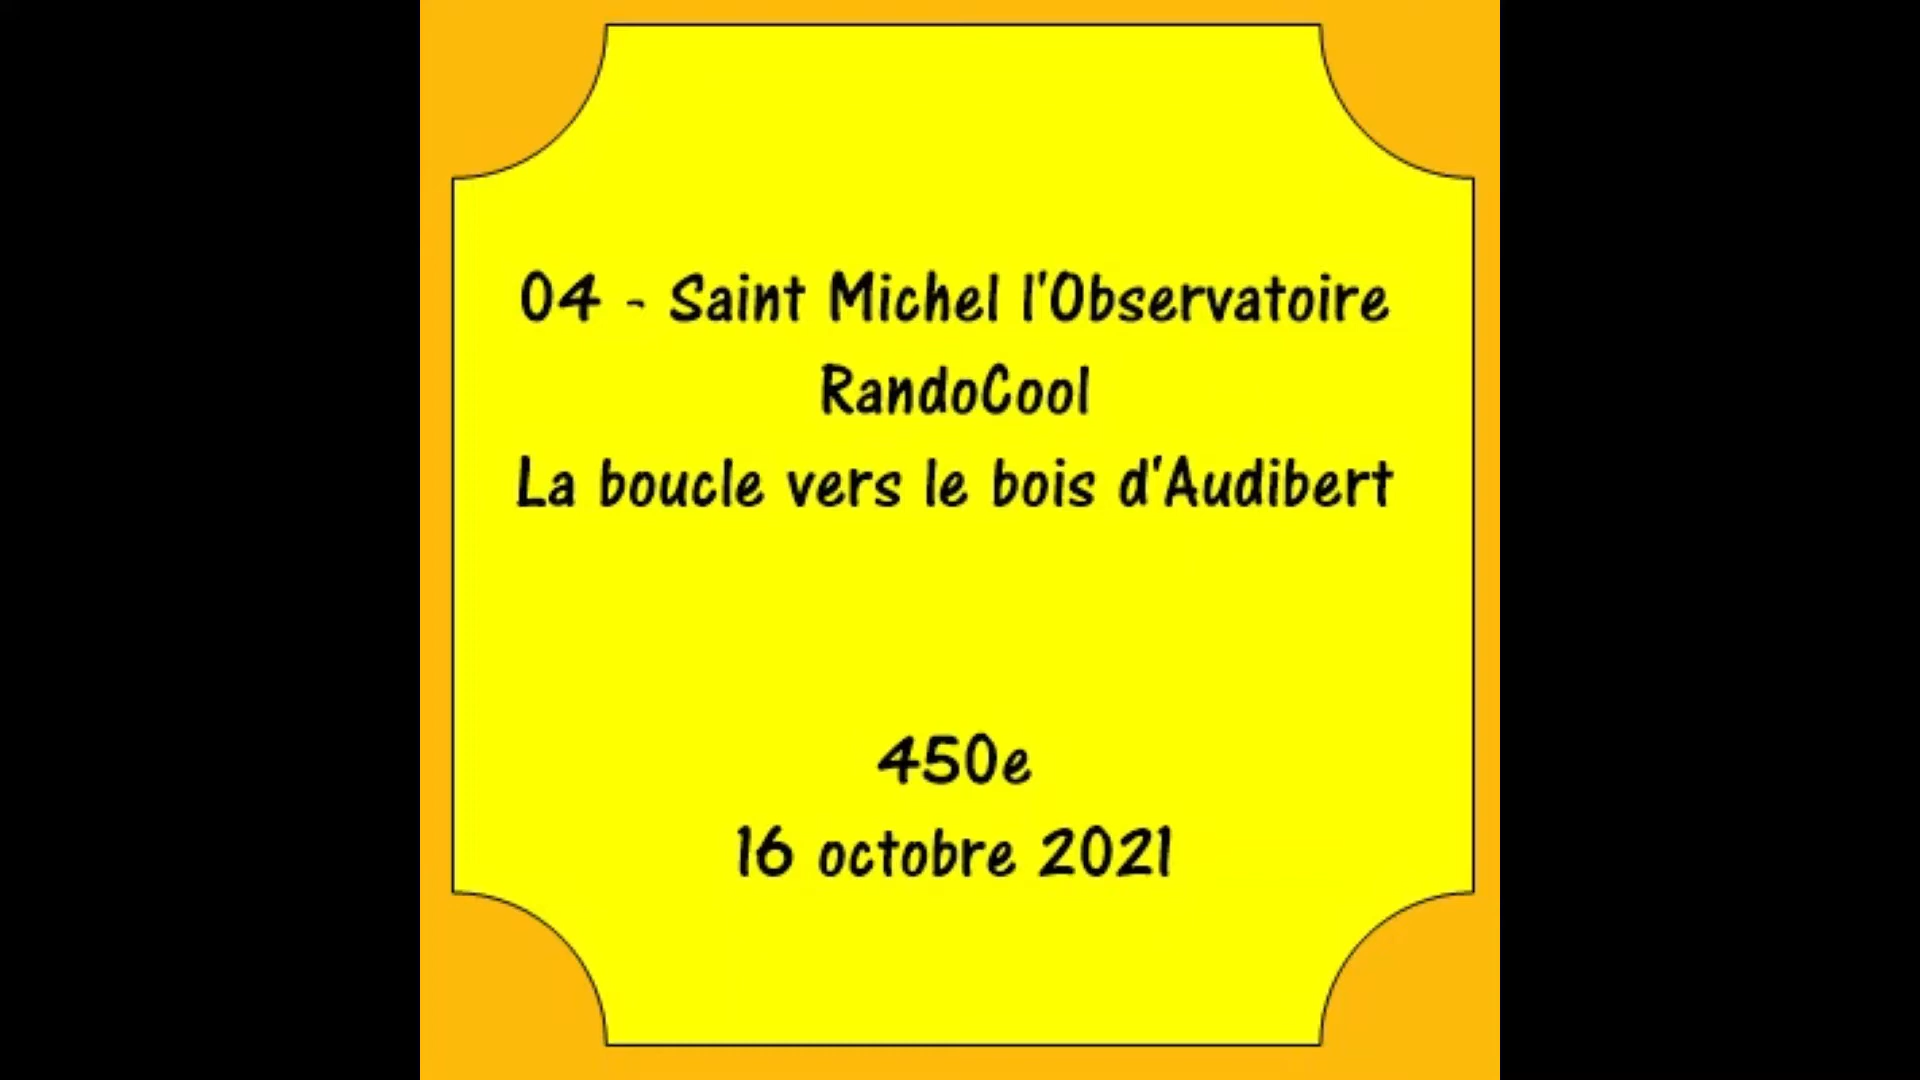 04 - Saint Michel l'Observatoire
RandoCool
La boucle vers le bois d'Audibert
450e
16 octobre 2021